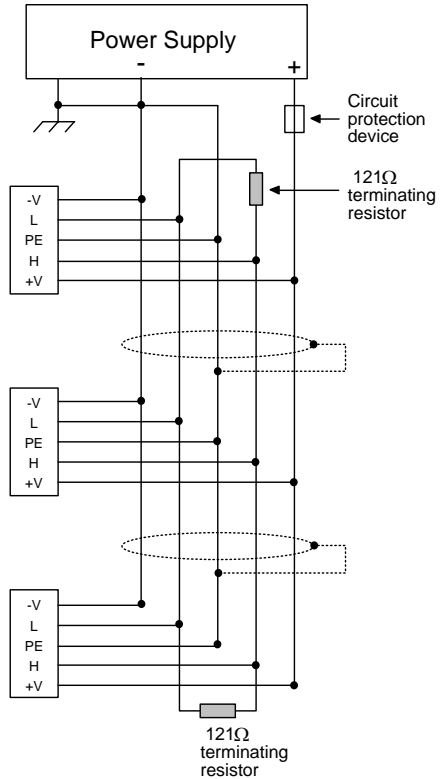 Power Supply
-
+
Circuit
protection
device
121Ω
terminating
resistor
-V
L
PE
H
+V
-V
L
PE
H
+V
-V
L
PE
H
+V
121Ω
terminating
resistor